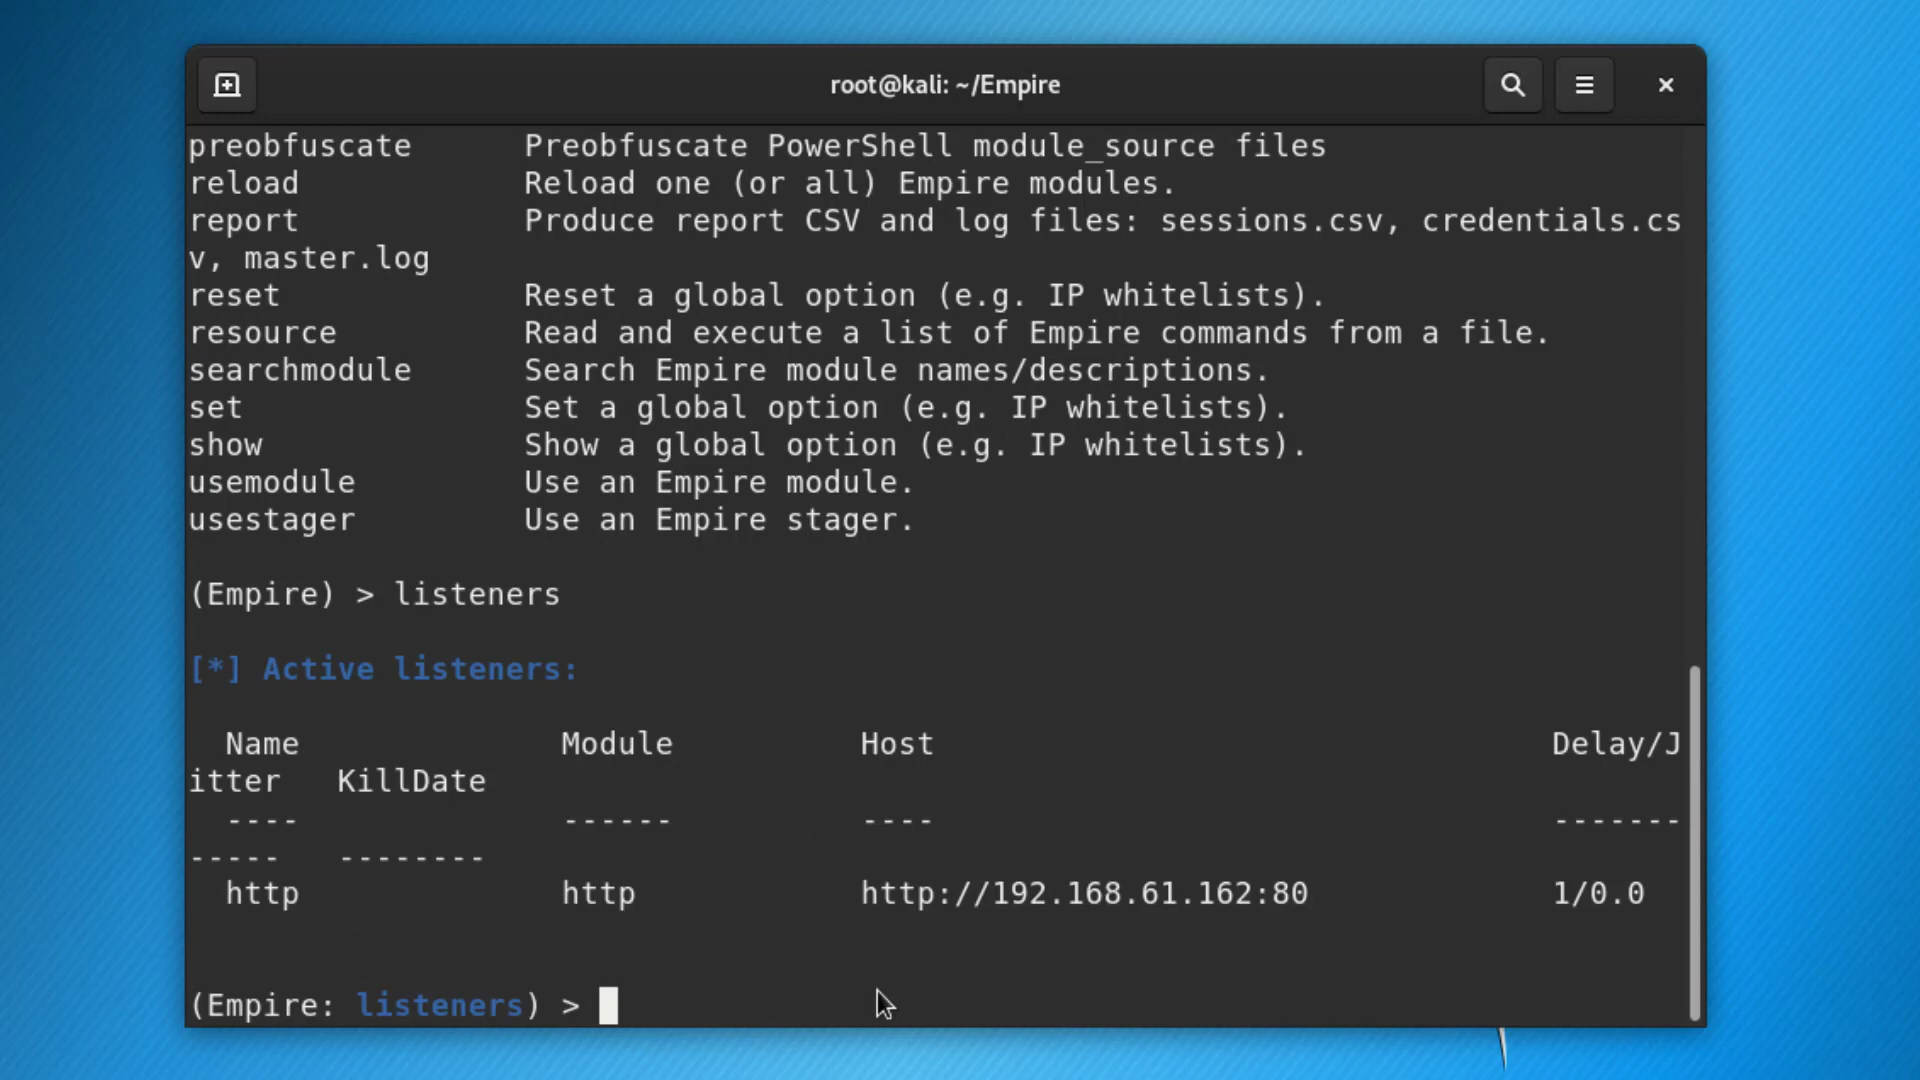 root@kali: ~/Empire
preobfuscate Preobfuscate PowerShell module_source files
reload Reload one (or all) Empire modules.
report Produce report CSV and log files: sessions.csv, credentials.cs
v, master.log
reset Reset a global option (e.g. IP whitelists).
resource Read and execute a list of Empire commands from a file.
searchmodule Search Empire module names/descriptions.
set Set a global option (e.g. IP whitelists).
show Show a global option (e.g. IP whitelists).
usemodule Use an Empire module.
usestager Use an Empire stager.
(Empire) > listeners
[*] Active listeners:
Name Module Host Delay/J
itter KillDate
---- ------ ---- -------
----- --------
http http http://192.168.61.162:80 1/0.0
(Empire: listeners) >